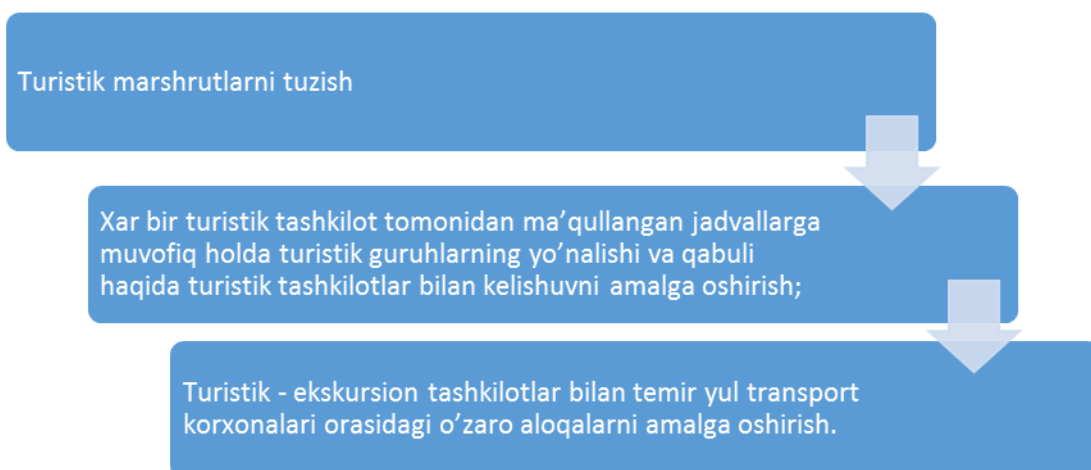 Turistik marshrutlarni tuzish
Xar bir turistik tashkilot tomonidan ma’qullangan jadvallarga
muvofiq holda turistik guruhlarning yo’nalishi va qabuli
haqida turistik tashkilotlar bilan kelishuvni amalga oshirish;
Turistik - ekskursion tashkilotlar bilan temir yul transport
korxonalari orasidagi o’zaro aloqalarni amalga oshirish.